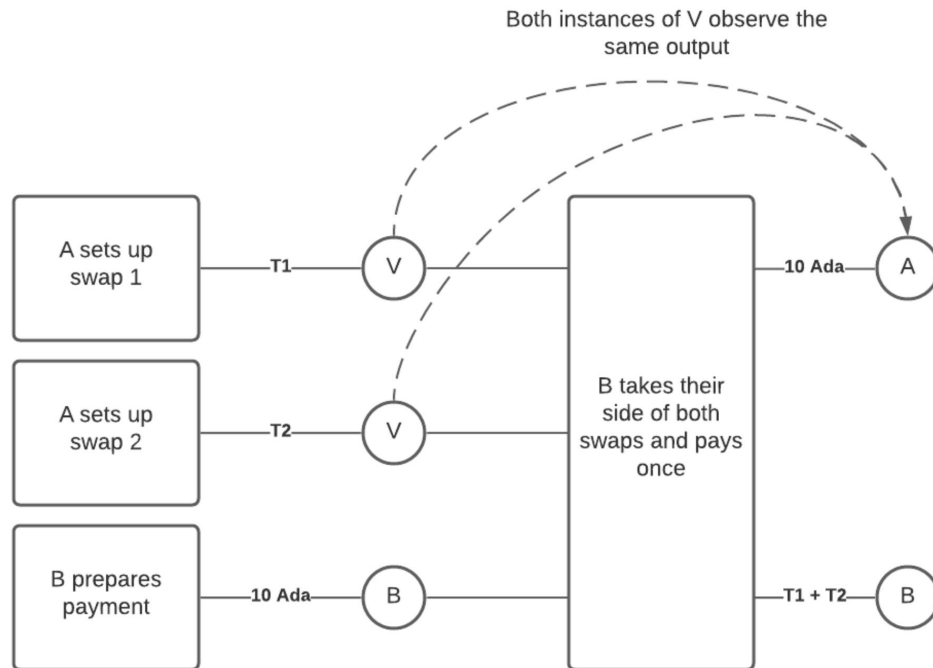 Both instances of V observe the
same output
A sets up
swap 1
T1
V
10 Ada
A
A sets up
swap 2
T2
V
B takes their
side of both
swaps and pays
once
B prepares
payment
10 Ada
B
T1 + T2
B